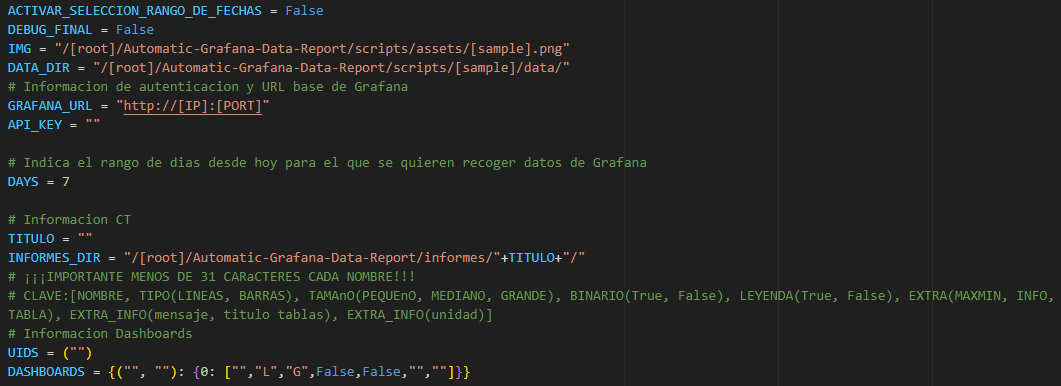 ACTIVAR_SELECCION_RANGO_DE_FECHAS = False
DEBUG_FINAL = False
IMG = "/[root]/Automatic-Grafana-Data-Report/scripts/assets/[sample].png"
DATA_DIR = "/[root]/Automatic-Grafana-Data-Report/scripts/[sample]/data/"
# Informacion de autenticacion y URL base de Grafana
GRAFANA_URL = "http://[IP]:[PORT]"
API_KEY = ""
# Indica el rango de dias desde hoy para el que se quieren recoger datos de Grafana
DAYS = 7
# Informacion CT
TITULO = ""
INFORMES_DIR = "/[root]/Automatic-Grafana-Data-Report/informes/"+TITULO+"/"
# ¡¡¡IMPORTANTE MENOS DE 31 CARaCTERES CADA NOMBRE!!!
# CLAVE:[NOMBRE, TIPO(LINEAS, BARRAS), TAMAnO(PEQUEnO, MEDIANO, GRANDE), BINARIO(True, False), LEYENDA(True, False), EXTRA(MAXMIN, INFO,
TABLA), EXTRA_INFO(mensaje, titulo tablas), EXTRA_INFO(unidad)]
# Informacion Dashboards
UIDS = ("")
DASHBOARDS = {("", ""): {0: ["","L","G",False,False,"",""]}}